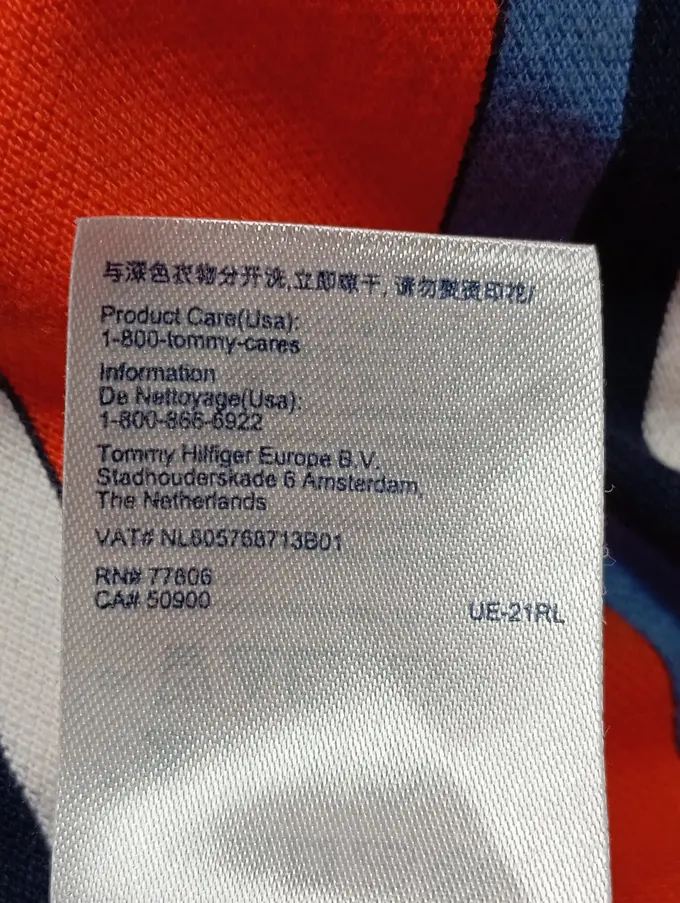 与深色衣物分开洗,立即晾干, 请勿熨烫印花/
Product Care(Usa):
1-800-tommy-cares
Information
De Nettoyage(Usa):
1-800-866-6922
Tommy Hilfiger Europe B.V.
Stadhouderskade 6 Amsterdam,
The Netherlands
VAT# NL805768713B01
RN# 77806
CA# 50900
UE-21RL